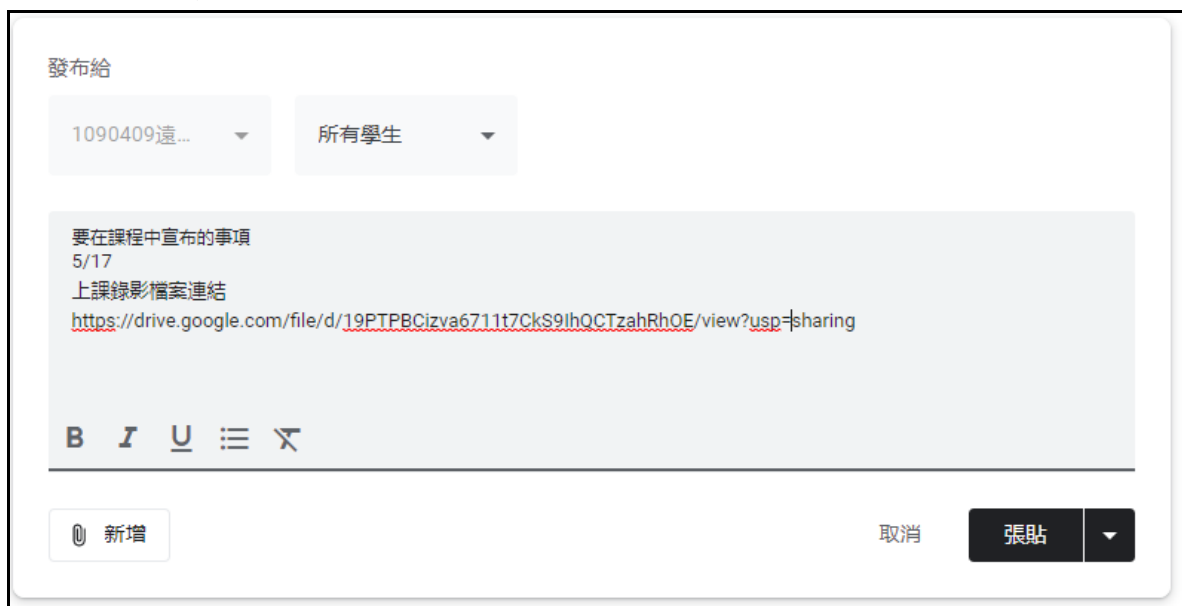 發布給
1090409遠...
所有學生
要在課程中宣布的事項
5/17
上課錄影檔案連結
https://drive.google.com/file/d/19PTPBCizva6711t7CkS9IhQCTzahRhOE/view?usp=sharing
B I U
新增
取消
張貼